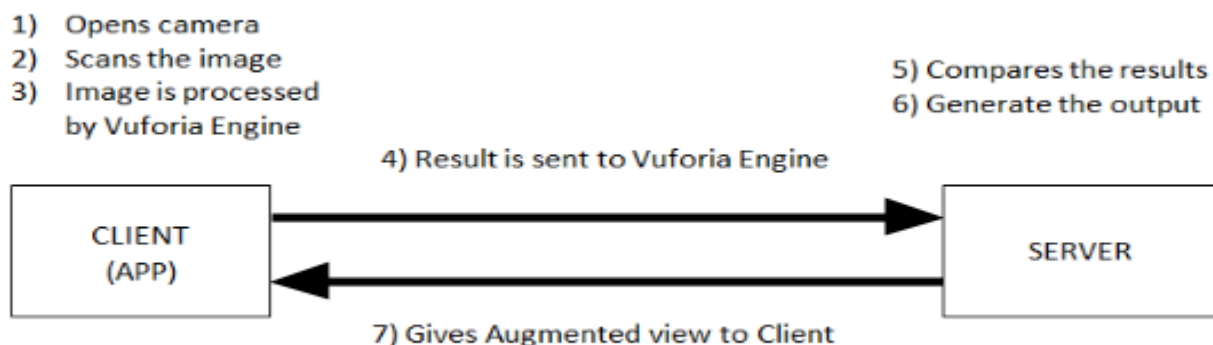 1) Opens camera
2) Scans the image
3) Image is processed
by Vuforia Engine
4) Result is sent to Vuforia Engine
5) Compares the results
6) Generate the output
CLIENT
(APP)
SERVER
7) Gives Augmented view to Client